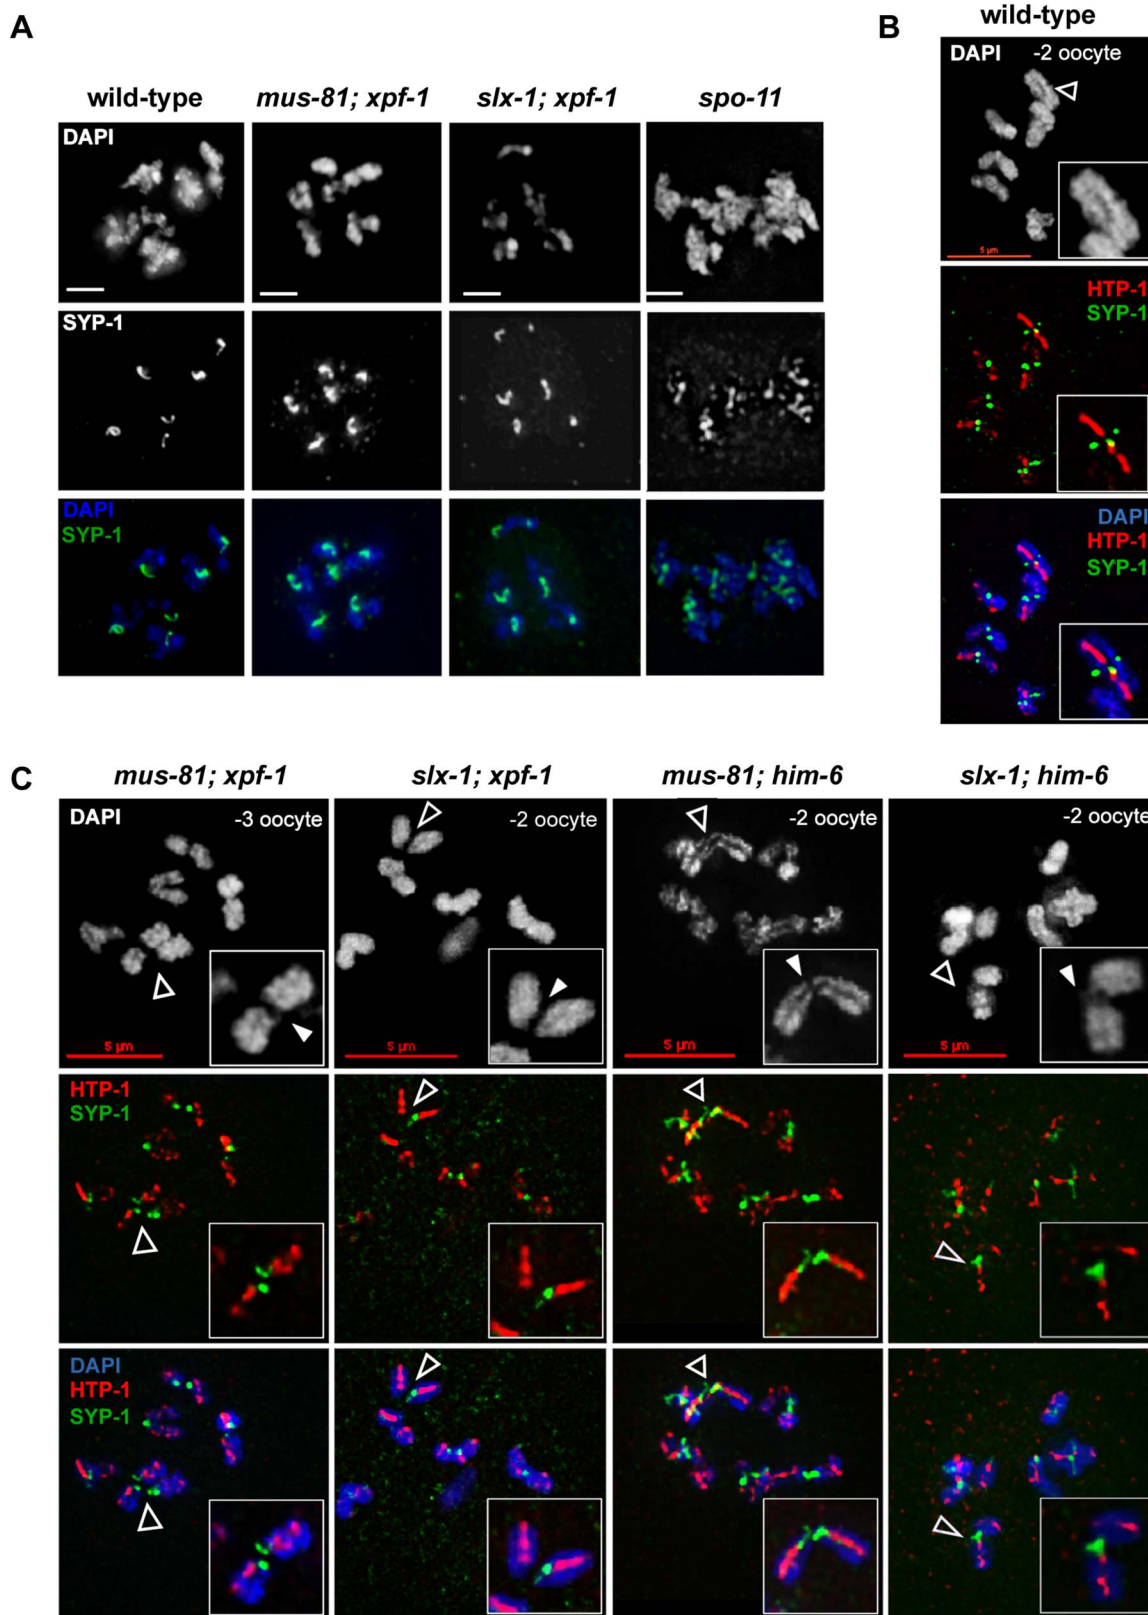 A
wild-type mus-81; xpf-1 slx-1; xpf-1 spo-11
DAPI
SYP-1
DAPI
SYP-1
B
wild-type
DAPI -2 oocyte
5 µm
HTP-1
SYP-1
DAPI
HTP-1
SYP-1
C
mus-81; xpf-1 slx-1; xpf-1 mus-81; him-6 slx-1; him-6
DAPI -3 oocyte -2 oocyte -2 oocyte -2 oocyte
5 µm 5 µm 5 µm 5 µm
HTP-1
SYP-1
DAPI
HTP-1
SYP-1